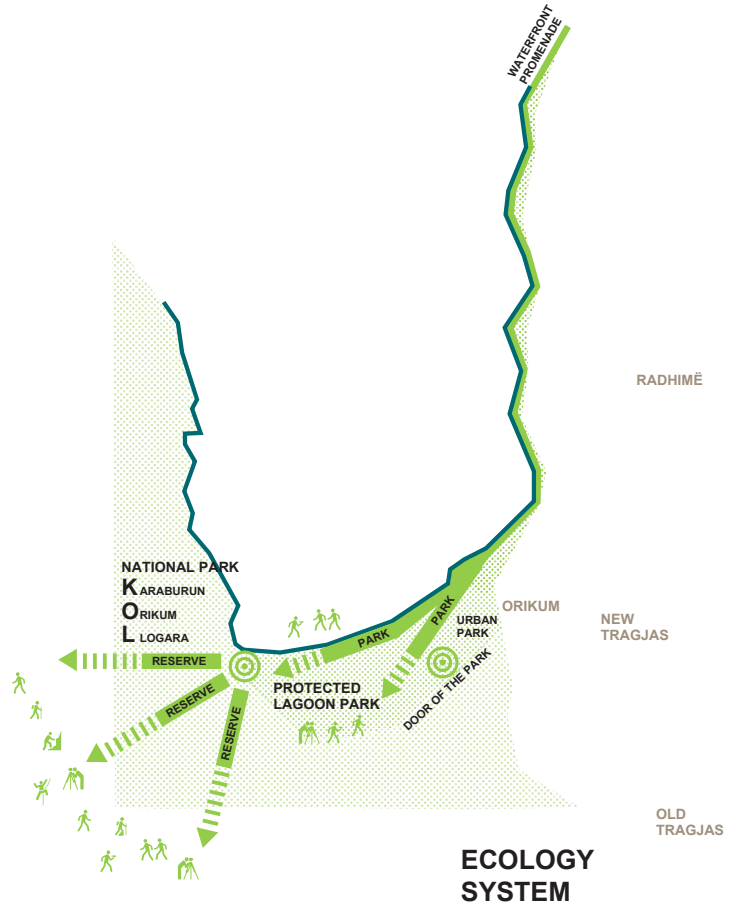 WATERFRONT
PROMENADE
RADHIMË
NATIONAL PARK
KARABURUN
ORIKUM
LLOGARA
RESERVE
RESERVE
RESERVE
PARK
PARK
PROTECTED
LAGOON PARK
URBAN
PARK
DOOR OF THE PARK
ORIKUM
NEW
TRAGJAS
OLD
TRAGJAS
ECOLOGY
SYSTEM